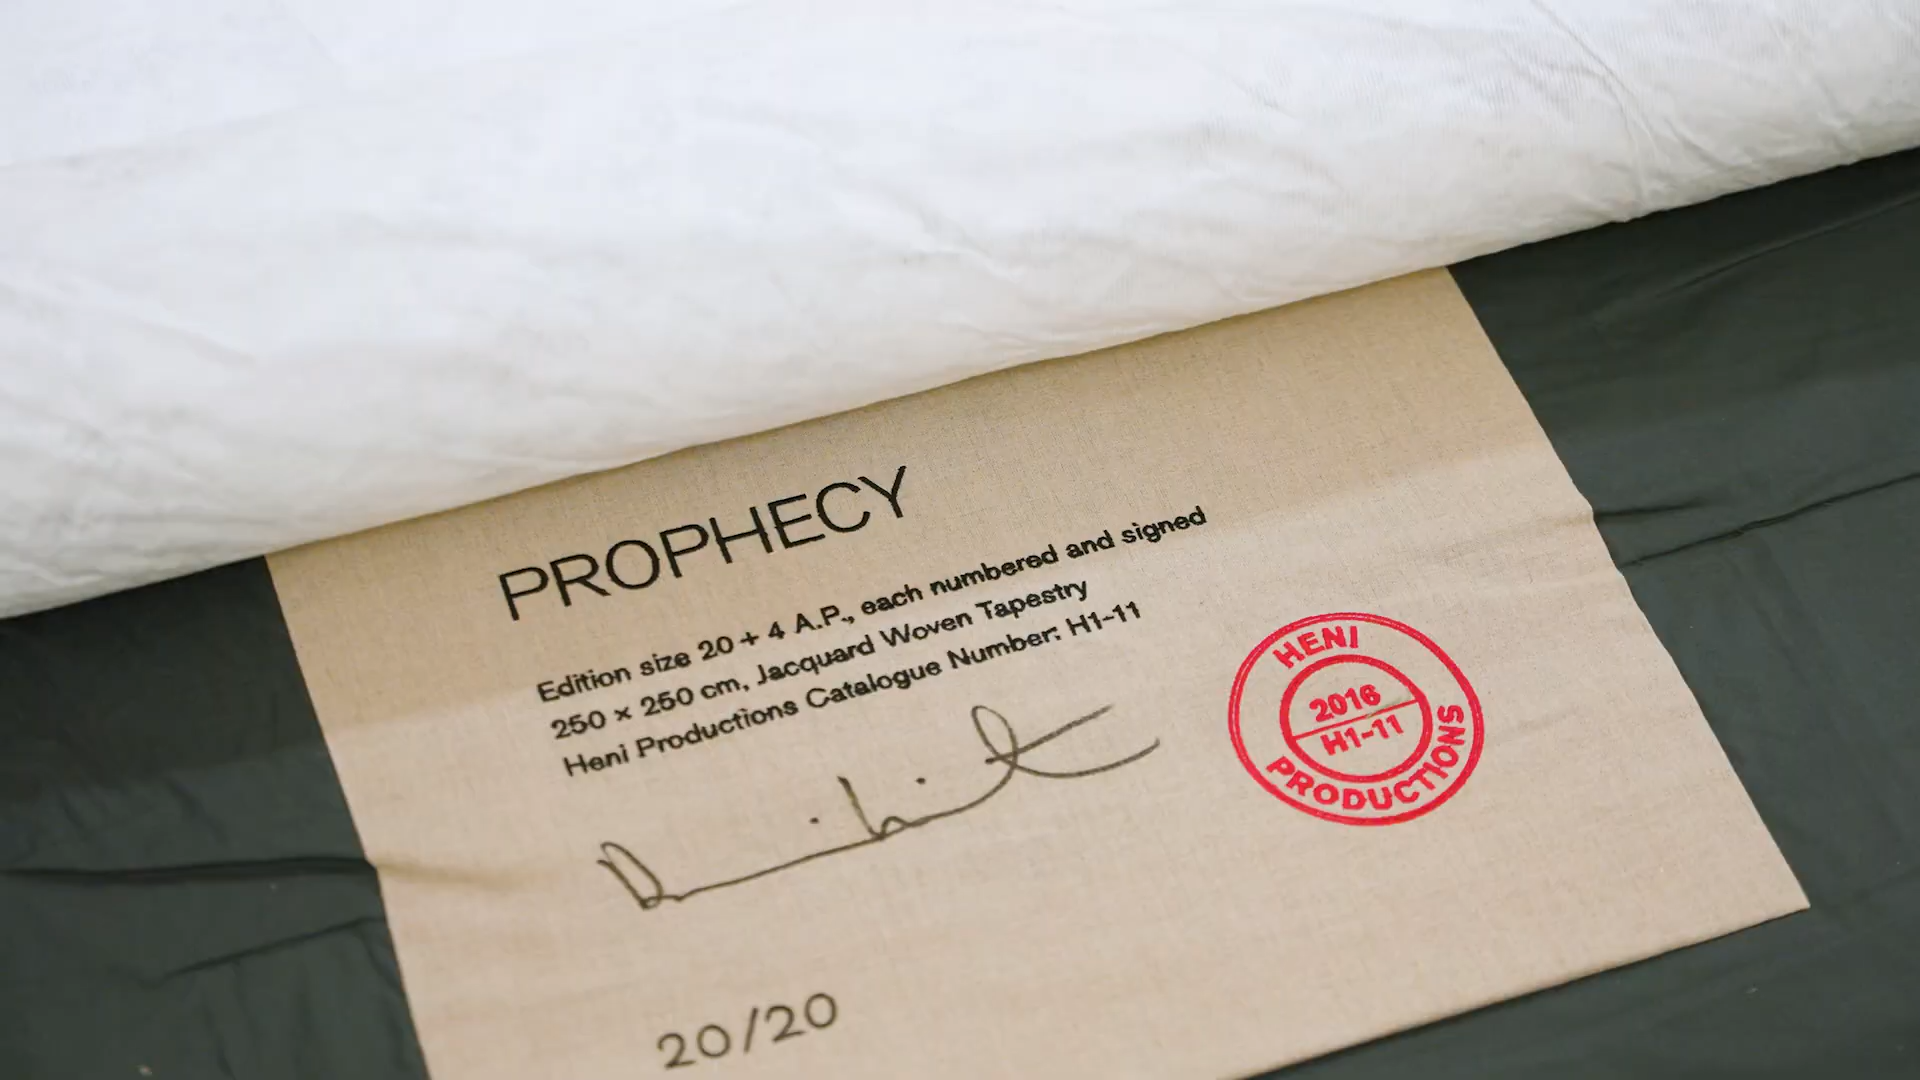 PROPHECY
Edition size 20 + 4 A.P., each numbered and signed
250 × 250 cm, Jacquard Woven Tapestry
Heni Productions Catalogue Number: H1-11
HENI
2016
H1-11
PRODUCTIONS
20/20